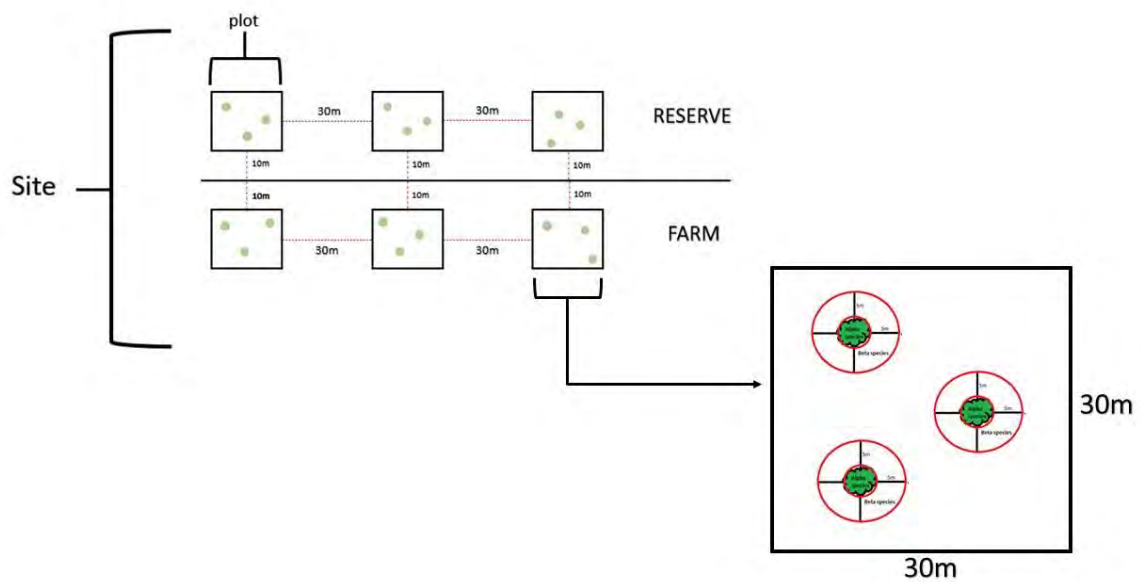 plot
30m
30m
RESERVE
10m
10m
10m
Site
10m
10m
10m
FARM
30m
30m
5m
Alpha
species
5m
Beta species
5m
Alpha
species
5m
Beta species
30m
5m
Alpha
species
5m
Beta species
30m